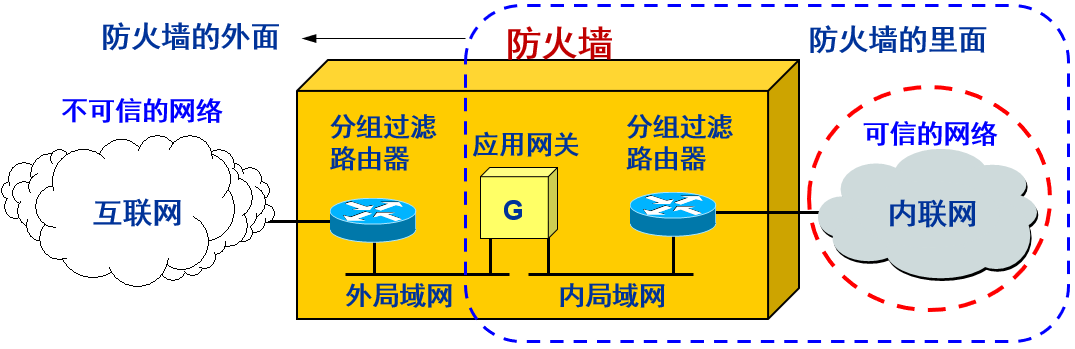 防火墙的外面
防火墙
防火墙的里面
不可信的网络
可信的网络
分组过滤
路由器
应用网关
分组过滤
路由器
互联网
G
内联网
外局域网
内局域网